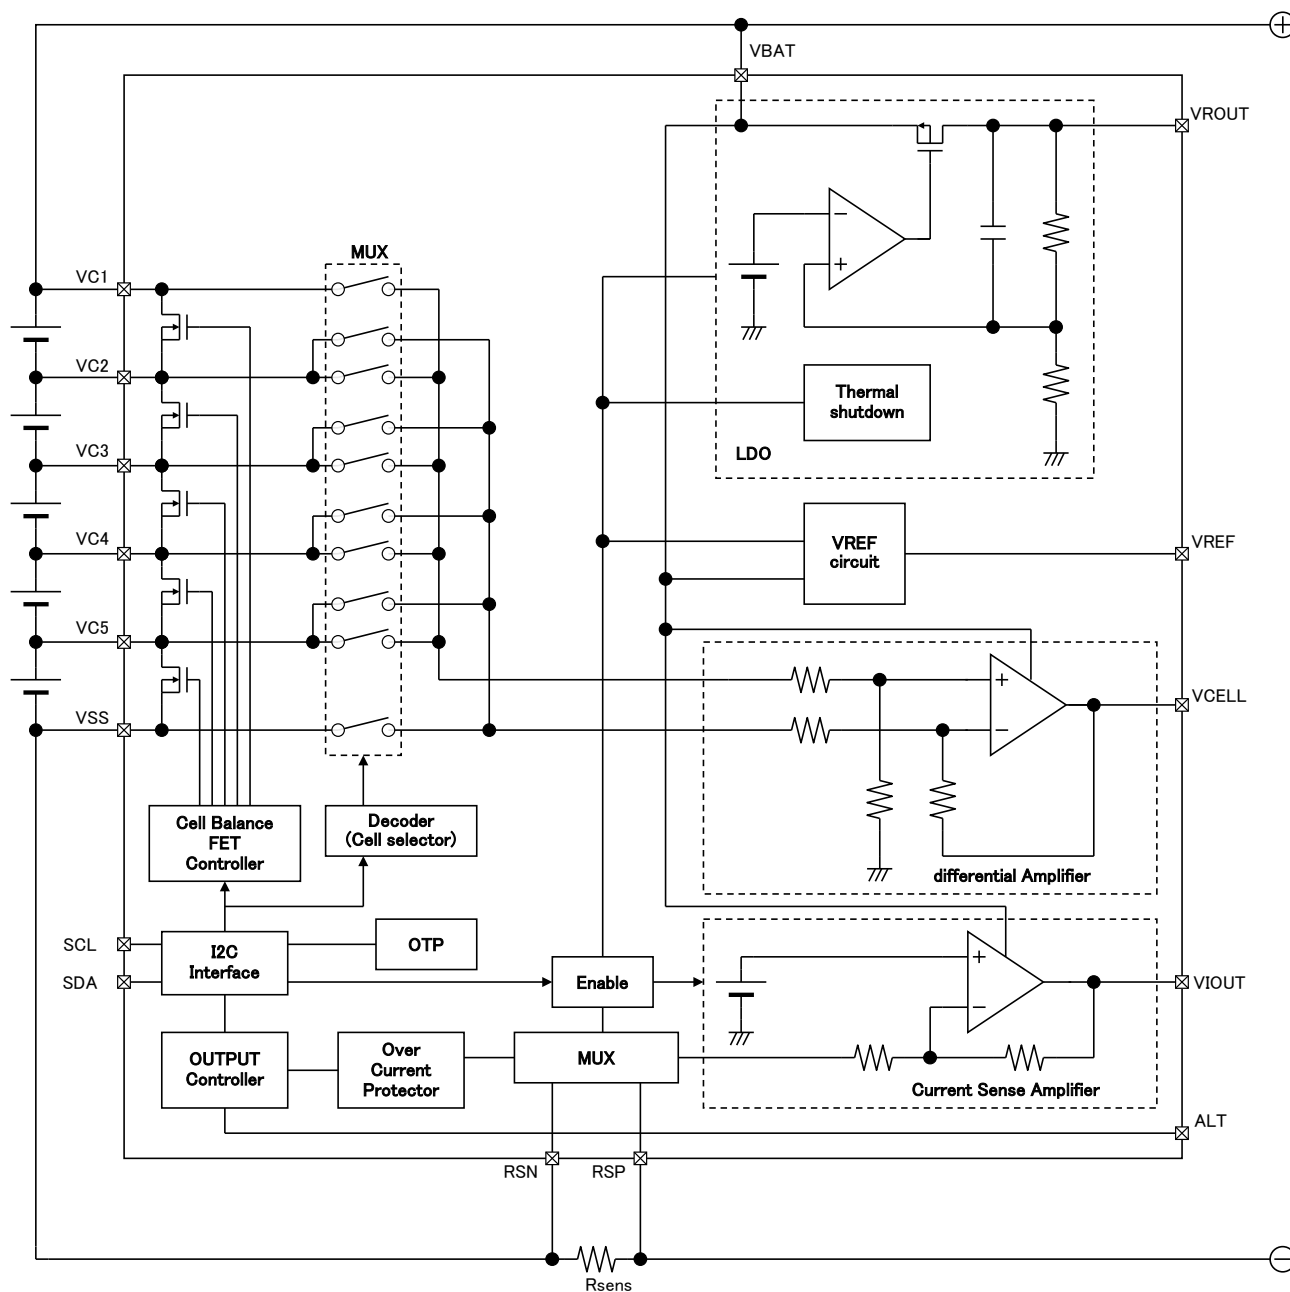 VBAT
VROUT
MUX
VC1
VC2
Thermal
shutdown
VC3
LDO
VC4
VREF
circuit
VREF
VC5
VCELL
VSS
Cell Balance
FET
Controller
Decoder
(Cell selector)
differential Amplifier
SCL
I2C
Interface
OTP
SDA
Enable
VIOUT
OUTPUT
Controller
Over
Current
Protector
MUX
Current Sense Amplifier
ALT
RSN
RSP
Rsens